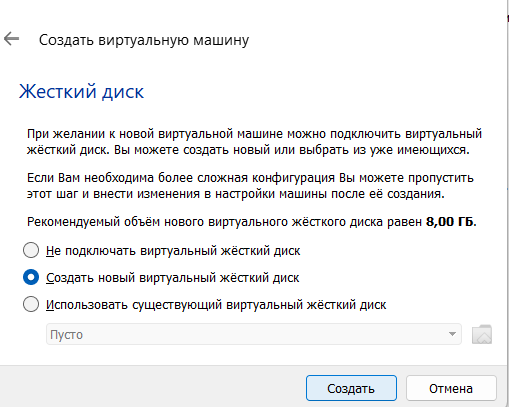 Создать виртуальную машину
Жесткий диск
При желании к новой виртуальной машине можно подключить виртуальный
жёсткий диск. Вы можете создать новый или выбрать из уже имеющихся.
Если Вам необходима более сложная конфигурация Вы можете пропустить
этот шаг и внести изменения в настройки машины после её создания.
Рекомендуемый объём нового виртуального жёсткого диска равен 8,00 ГБ.
Не подключать виртуальный жёсткий диск
Создать новый виртуальный жёсткий диск
Использовать существующий виртуальный жёсткий диск
Пусто
Создать
Отмена